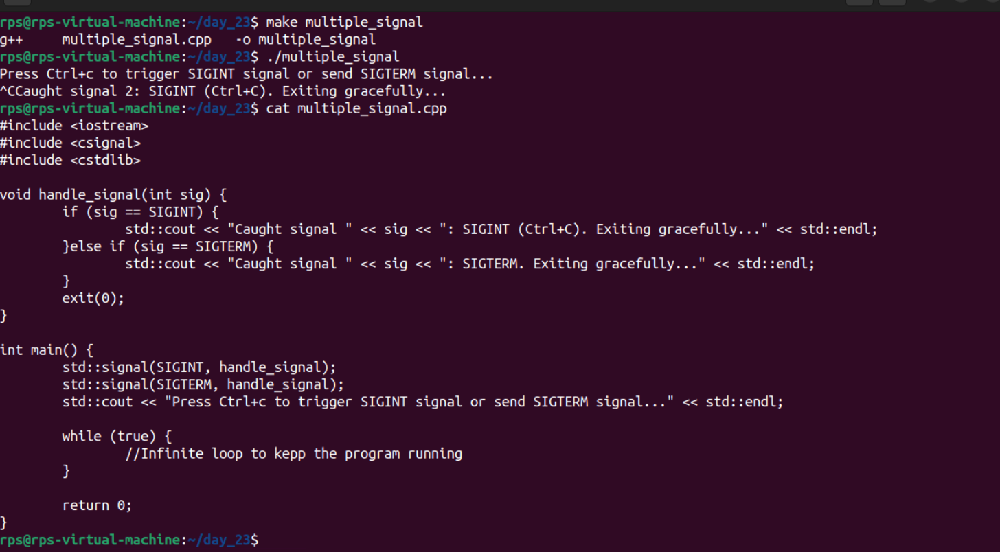 rps@rps-virtual-machine:~/day_23$ make multiple_signal
g++     multiple_signal.cpp   -o multiple_signal
rps@rps-virtual-machine:~/day_23$ ./multiple_signal
Press Ctrl+c to trigger SIGINT signal or send SIGTERM signal...
^CCaught signal 2: SIGINT (Ctrl+C). Exiting gracefully...
rps@rps-virtual-machine:~/day_23$ cat multiple_signal.cpp
#include <iostream>
#include <csignal>
#include <cstdlib>

void handle_signal(int sig) {
        if (sig == SIGINT) {
                std::cout << "Caught signal " << sig << ": SIGINT (Ctrl+C). Exiting gracefully..." << std::endl;
        }else if (sig == SIGTERM) {
                std::cout << "Caught signal " << sig << ": SIGTERM. Exiting gracefully..." << std::endl;
        }
        exit(0);
}

int main() {
        std::signal(SIGINT, handle_signal);
        std::signal(SIGTERM, handle_signal);
        std::cout << "Press Ctrl+c to trigger SIGINT signal or send SIGTERM signal..." << std::endl;

        while (true) {
                //Infinite loop to kepp the program running
        }

        return 0;
}
rps@rps-virtual-machine:~/day_23$